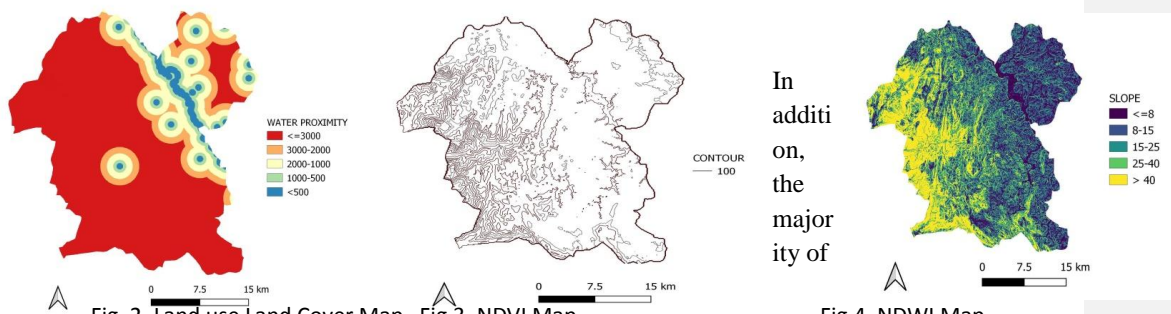 WATER PROXIMITY
<=3000
3000-2000
2000-1000
1000-500
<500
0 7.5 15 km
CONTOUR
100
0 7.5 15 km
In
additi
on,
the
major
ity of
SLOPE
<=8
8-15
15-25
25-40
> 40
0 7.5 15 km
Fig. 2. Land use Land Cover Map Fig 3. NDVI Map Fig 4. NDWI Map